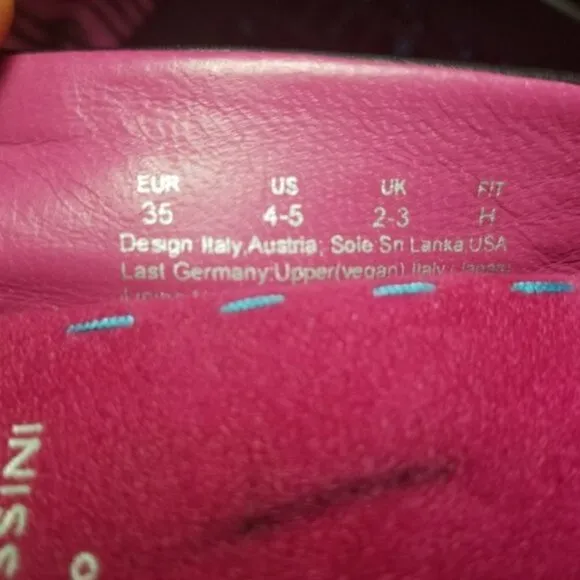 EUR US UK FIT
35 4-5 2-3 H
Design Italy,Austria; Sole Sri Lanka USA
Last Germany;Upper(vegan) Italy, Japan;